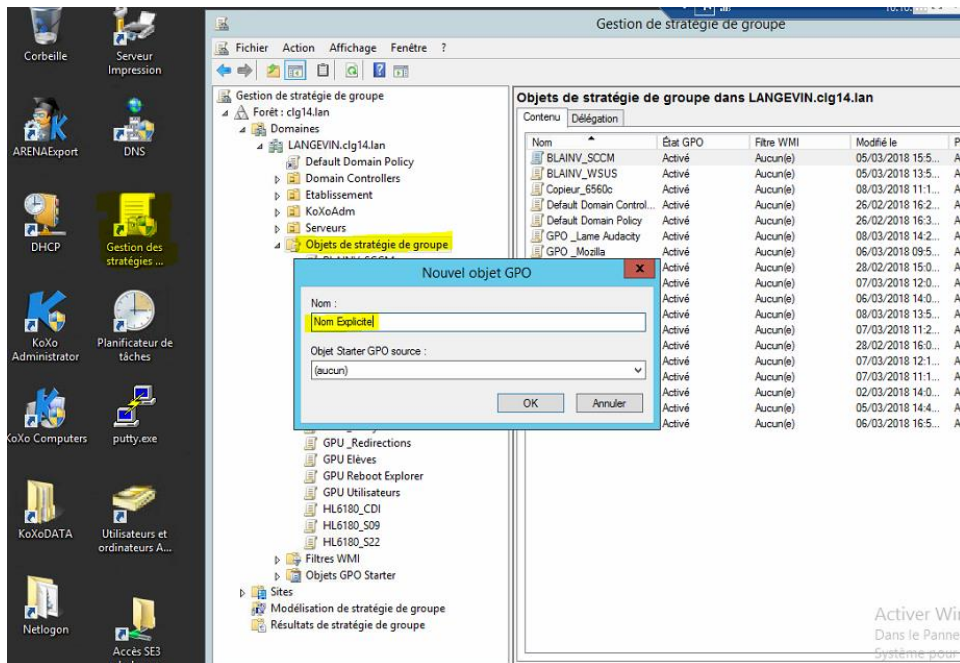 Corbeille
Serveur
Impression
ARENAExport
DNS
DHCP
Gestion des
stratégies ...
KoXo
Administrator
Planificateur de
tâches
KoXo Computers
putty.exe
KoXoDATA
Utilisateurs et
ordinateurs A...
Netlogon
Accès SE3
Gestion de stratégie de groupe
Fichier Action Affichage Fenêtre ?
Gestion de stratégie de groupe
Forêt : clg14.lan
Domaines
LANGEVIN.clg14.lan
Default Domain Policy
Domain Controllers
Etablissement
KoXoAdm
Serveurs
Objets de stratégie de groupe
BLAINV_SCCM
GPU _Redirections
GPU Elèves
GPU Reboot Explorer
GPU Utilisateurs
HL6180_CDI
HL6180_S09
HL6180_S22
Filtres WMI
Objets GPO Starter
Sites
Modélisation de stratégie de groupe
Résultats de stratégie de groupe
Nouvel objet GPO
x
Nom :
Nom Explicite
Objet Starter GPO source :
(aucun)
OK Annuler
Objets de stratégie de groupe dans LANGEVIN.clg14.lan
Contenu Délégation
Nom État GPO Filtre WMI Modifié le P
BLAINV_SCCM Activé Aucun(e) 05/03/2018 15:5... A
BLAINV_WSUS Activé Aucun(e) 05/03/2018 13:5... A
Copieur_6560c Activé Aucun(e) 08/03/2018 11:1... A
Default Domain Control... Activé Aucun(e) 26/02/2018 16:2... A
Default Domain Policy Activé Aucun(e) 26/02/2018 16:3... A
GPO _Lame Audacity Activé Aucun(e) 08/03/2018 14:2... A
GPO _Mozilla Activé Aucun(e) 06/03/2018 09:5... A
Activé Aucun(e) 28/02/2018 15:0... A
Activé Aucun(e) 07/03/2018 12:0... A
Activé Aucun(e) 06/03/2018 14:0... A
Activé Aucun(e) 08/03/2018 13:5... A
Activé Aucun(e) 07/03/2018 11:2... A
Activé Aucun(e) 28/02/2018 16:0... A
Activé Aucun(e) 07/03/2018 12:1... A
Activé Aucun(e) 07/03/2018 11:1... A
Activé Aucun(e) 02/03/2018 14:0... A
Activé Aucun(e) 05/03/2018 14:4... A
Activé Aucun(e) 06/03/2018 16:5... A
Activer Win
Dans le Panne
Système pour